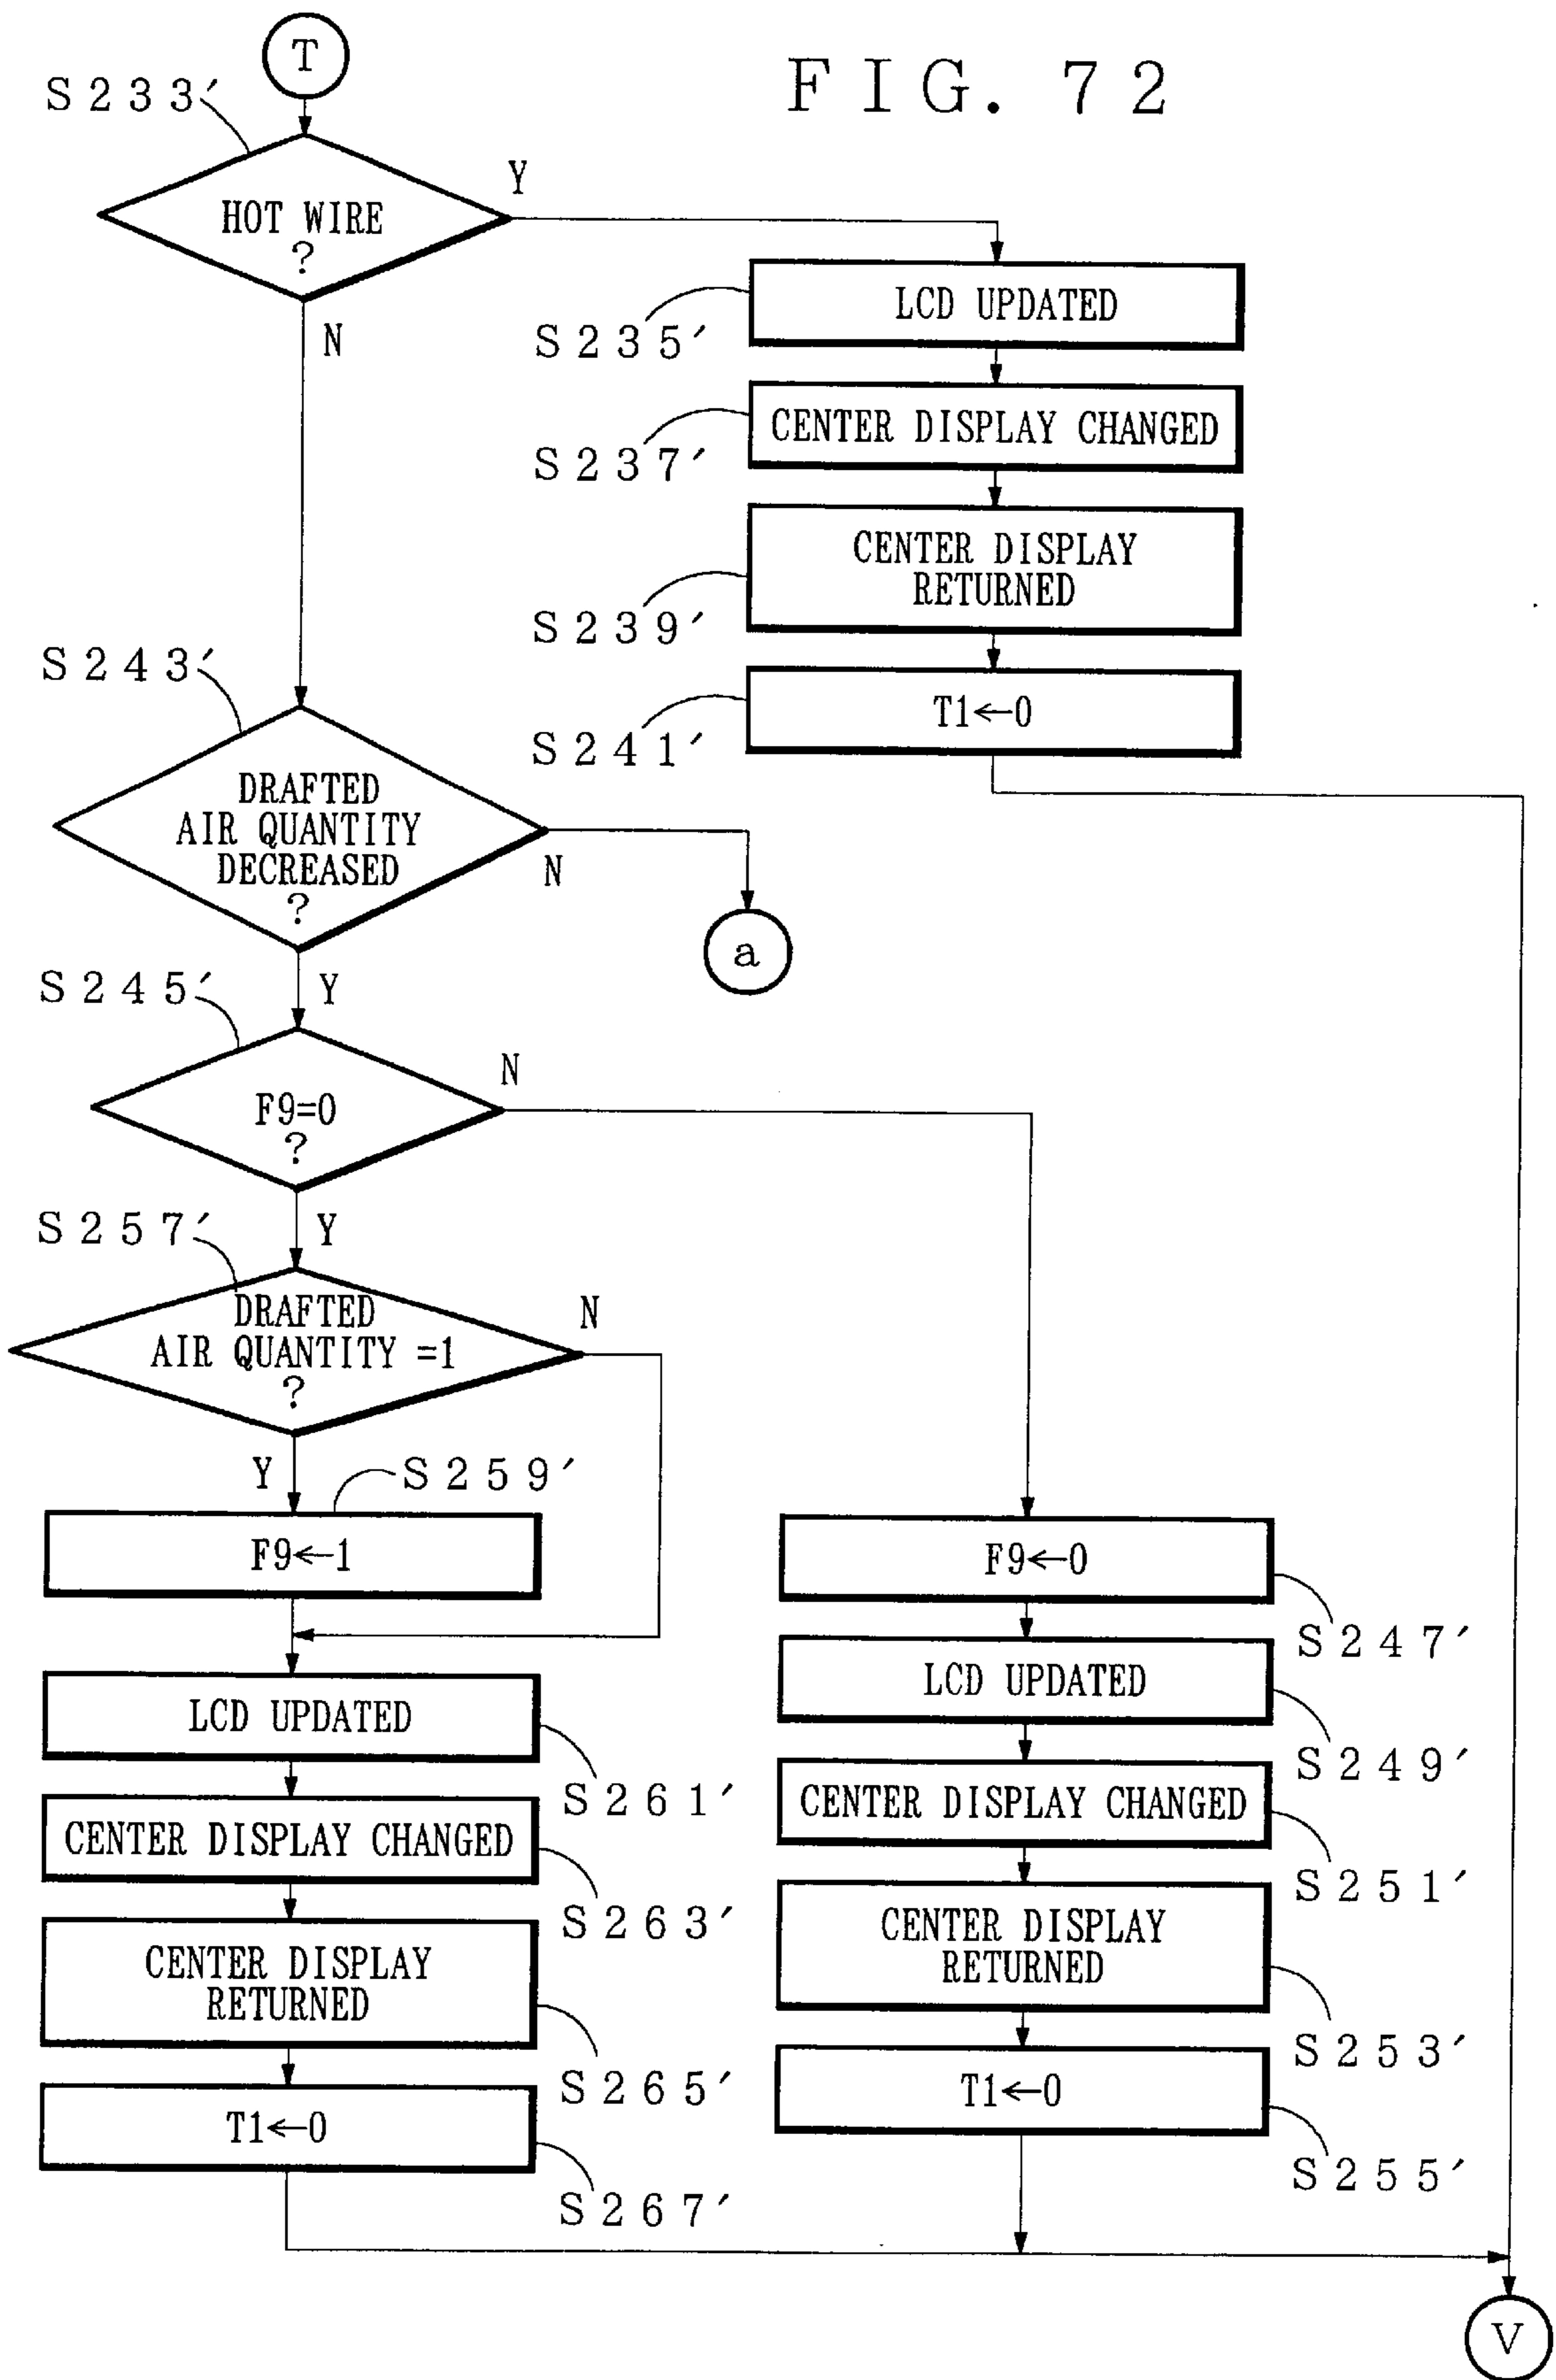 FIG. 72
T
S233'
HOT WIRE
?
Y
N
LCD UPDATED
S235'
CENTER DISPLAY CHANGED
S237'
CENTER DISPLAY
RETURNED
S239'
T1←0
S241'
S243'
DRAFTED
AIR QUANTITY
DECREASED
?
N
a
Y
S245'
F9=0
?
N
Y
S257'
DRAFTED
AIR QUANTITY =1
?
N
Y
S259'
F9←1
LCD UPDATED
S261'
CENTER DISPLAY CHANGED
S263'
CENTER DISPLAY
RETURNED
S265'
T1←0
S267'
F9←0
S247'
LCD UPDATED
S249'
CENTER DISPLAY CHANGED
S251'
CENTER DISPLAY
RETURNED
S253'
T1←0
S255'
V